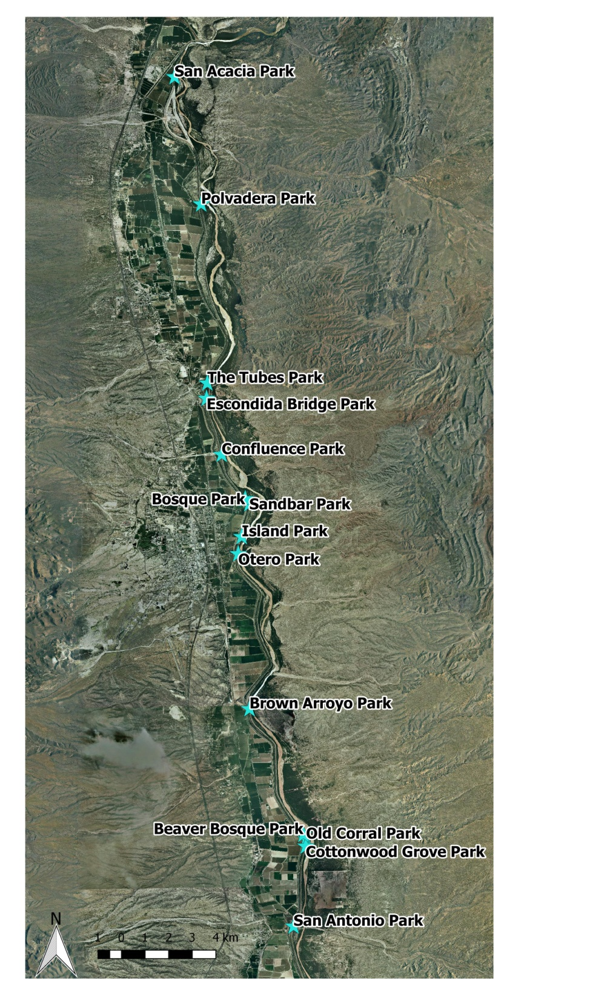 San Acacia Park
Polvadera Park
The Tubes Park
Escondida Bridge Park
Confluence Park
Bosque Park
Sandbar Park
Island Park
Otero Park
Brown Arroyo Park
Beaver Bosque Park
Old Corral Park
Cottonwood Grove Park
San Antonio Park
N
1 0 1 2 3 4 km